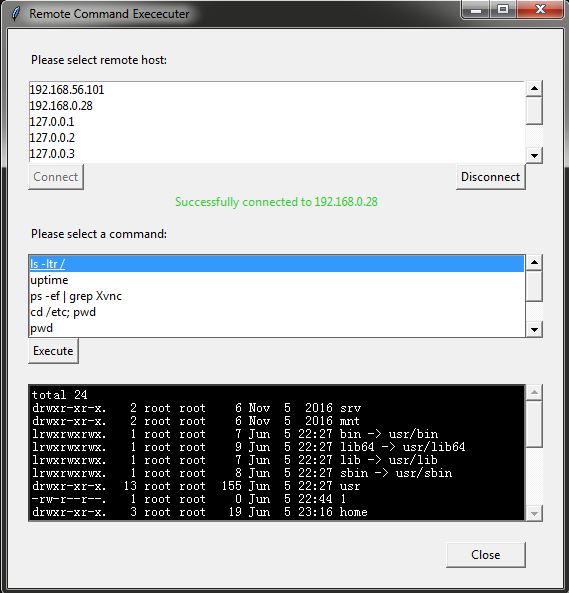 Remote Command Excecuter
Please select remote host:
192.168.56.101
192.168.0.28
127.0.0.1
127.0.0.2
127.0.0.3
Connect
Disconnect
Successfully connected to 192.168.0.28
Please select a command:
ls -ltr /
uptime
ps -ef | grep Xvnc
cd /etc; pwd
pwd
Execute
total 24
drwxr-xr-x.   2 root root    6 Nov  5  2016 srv
drwxr-xr-x.   2 root root    6 Nov  5  2016 mnt
lrwxrwxrwx.   1 root root    7 Jun  5 22:27 bin -> usr/bin
lrwxrwxrwx.   1 root root    9 Jun  5 22:27 lib64 -> usr/lib64
lrwxrwxrwx.   1 root root    7 Jun  5 22:27 lib -> usr/lib
lrwxrwxrwx.   1 root root    8 Jun  5 22:27 sbin -> usr/sbin
drwxr-xr-x.  13 root root  155 Jun  5 22:27 usr
-rw-r--r--.   1 root root    0 Jun  5 22:44 1
drwxr-xr-x.   3 root root   19 Jun  5 23:16 home
Close